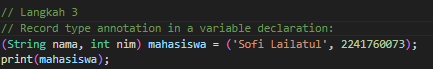 // Langkah 3
// Record type annotation in a variable declaration:
(String nama, int nim) mahasiswa = ('Sofi Lailatul', 2241760073);
print(mahasiswa);